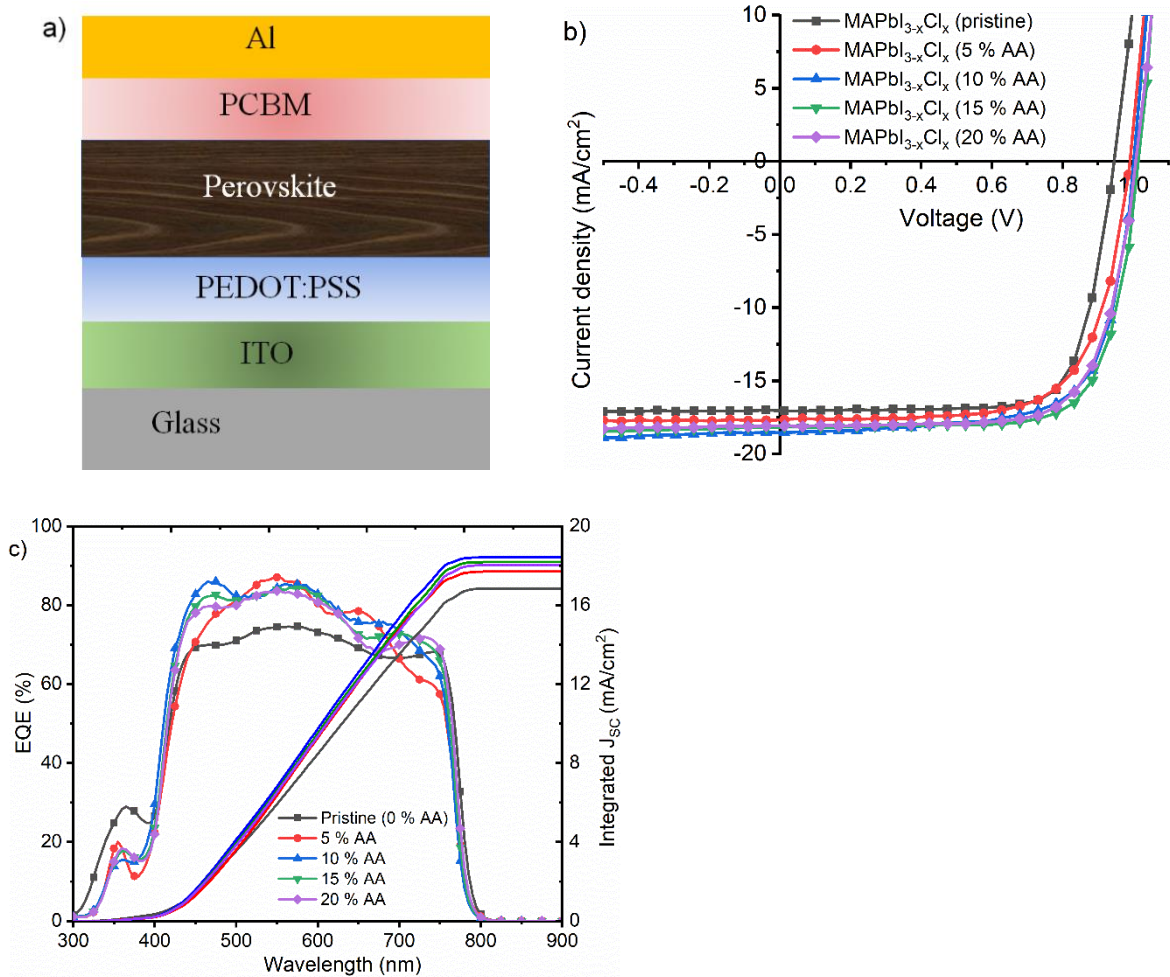 a)
Al
PCBM
Perovskite
PEDOT:PSS
ITO
Glass
b)
MAPbI3-xClx (pristine)
MAPbI3-xClx (5 % AA)
MAPbI3-xClx (10 % AA)
MAPbI3-xClx (15 % AA)
MAPbI3-xClx (20 % AA)
10
5
0
-5
-10
-15
-20
-0.4 -0.2 0.0 0.2 0.4 0.6 0.8 1.0
Voltage (V)
Current density (mA/cm2)
c)
100
80
60
40
20
0
EQE (%)
20
16
12
8
4
0
Integrated JSC (mA/cm2)
Pristine (0 % AA)
5 % AA
10 % AA
15 % AA
20 % AA
300 400 500 600 700 800 900
Wavelength (nm)